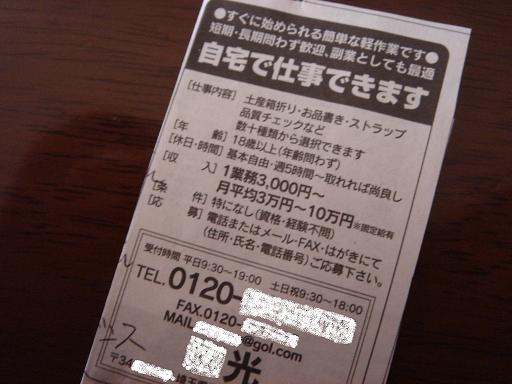 ●すぐに始められる簡単な軽作業です●
短期・長期問わず歓迎、副業としても最適
自宅で仕事できます
[仕事内容] 土産箱折り・お品書き・ストラップ
品質チェックなど
数十種類から選択できます
[年　　齢] 18歳以上(年齢問わず)
[休日・時間] 基本自由・週5時間〜取れれば尚良し
[収　　入] 1業務3,000円〜
月平均3万円〜10万円※固定給有
[条　　件] 特になし(資格・経験不問)
[応　　募] 電話またはメール・FAX・はがきにて
(住所・氏名・電話番号)ご応募下さい。
受付時間 平日9:30〜19:00 土日祝9:30〜18:00
TEL.0120-
FAX.0120-
MAIL @gol.com
光
〒34